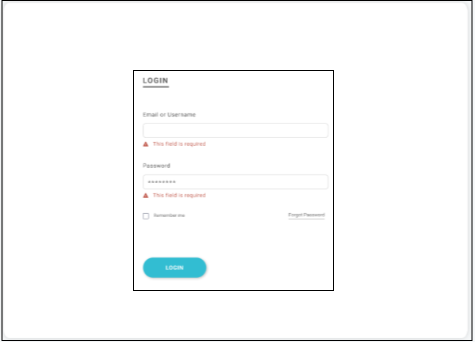 LOGIN
Email or Username
This field is required
Password
********
This field is required
Remember me
Forgot Password
LOGIN